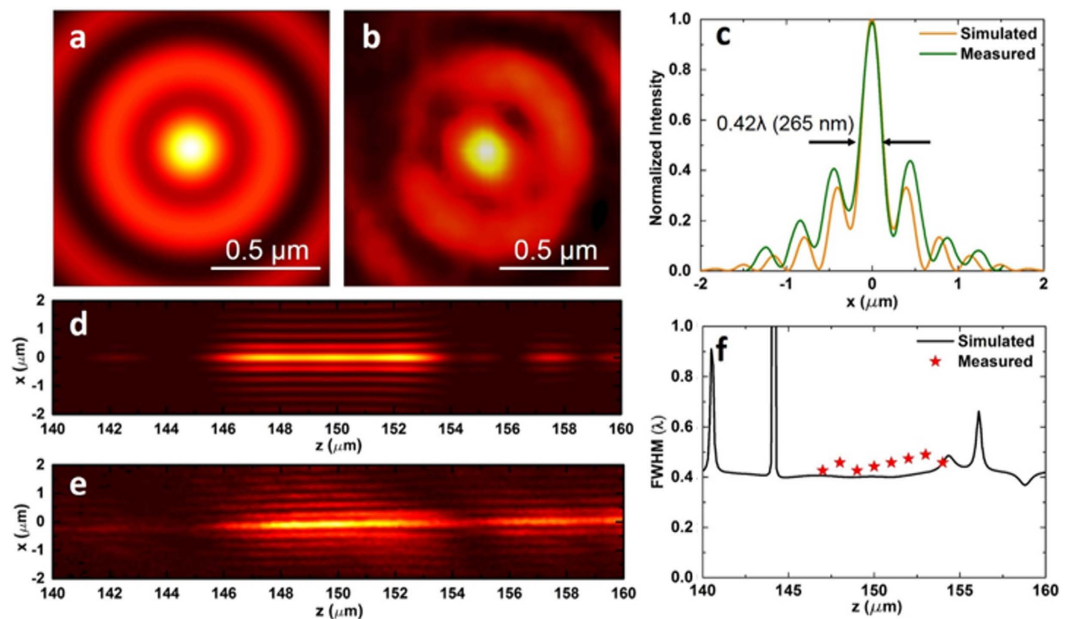 a
0.5 μm
b
0.5 μm
c
Simulated
Measured
0.42λ (265 nm)
Normalized Intensity
1.0
0.8
0.6
0.4
0.2
0.0
-2 -1 0 1 2
x (μm)
d
x (μm)
2
1
0
-1
-2
140 142 144 146 148 150 152 154 156 158 160
z (μm)
e
x (μm)
2
1
0
-1
-2
140 142 144 146 148 150 152 154 156 158 160
z (μm)
f
Simulated
Measured
FWHM (λ)
1.0
0.8
0.6
0.4
0.2
0.0
140 145 150 155 160
z (μm)